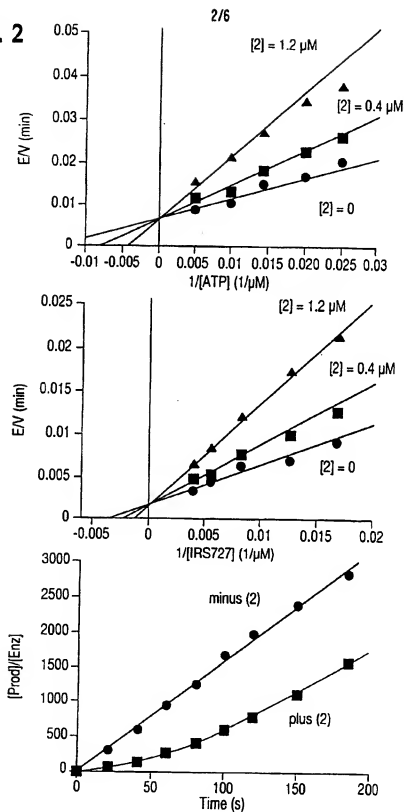 2/6
. 2
[2] = 1.2 µM
[2] = 0.4 µM
[2] = 0
E/V (min)
0.05
0.04
0.03
0.02
0.01
0
-0.01 -0.005 0 0.005 0.01 0.015 0.02 0.025 0.03
1/[ATP] (1/µM)
[2] = 1.2 µM
[2] = 0.4 µM
[2] = 0
E/V (min)
0.025
0.02
0.015
0.01
0.005
0
-0.005 0 0.005 0.01 0.015 0.02
1/[IRS727] (1/µM)
minus (2)
plus (2)
[Prod]/[Enz]
3000
2500
2000
1500
1000
500
0
0 50 100 150 200
Time (s)